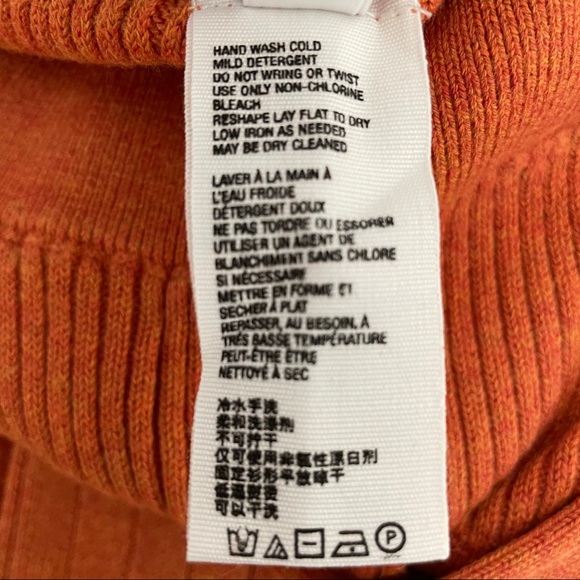 HAND WASH COLD
MILD DETERGENT
DO NOT WRING OR TWIST
USE ONLY NON-CHLORINE
BLEACH
RESHAPE LAY FLAT TO DRY
LOW IRON AS NEEDED
MAY BE DRY CLEANED
LAVER À LA MAIN À
L'EAU FROIDE
DÉTERGENT DOUX
NE PAS TORDRE OU ESSORER
UTILISER UN AGENT DE
BLANCHIMENT SANS CHLORE
SI NÉCESSAIRE
METTRE EN FORME ET
SECHER À PLAT
REPASSER, AU BESOIN, À
TRÈS BASSE TEMPÉRATURE
PEUT-ÊTRE ÊTRE
NETTOYÉ À SEC
冷水手洗
柔和洗涤剂
不可拧干
仅可使用非氯性漂白剂
固定衫形平放晾干
低温熨烫
可以干洗
P